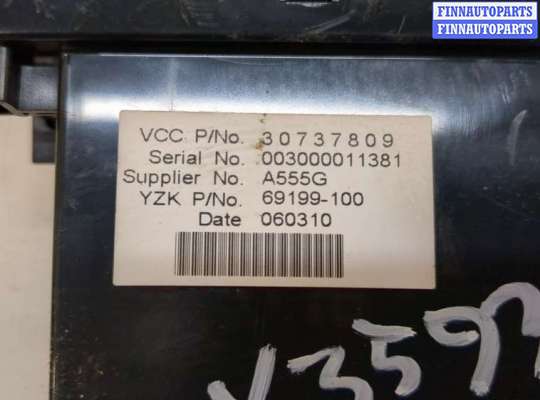 FINNAUTOPARTS
FINNAUTOPARTS
VCC P/No. 30737809
Serial No. 003000011381
Supplier No. A555G
YZK P/No. 69199-100
Date 060310